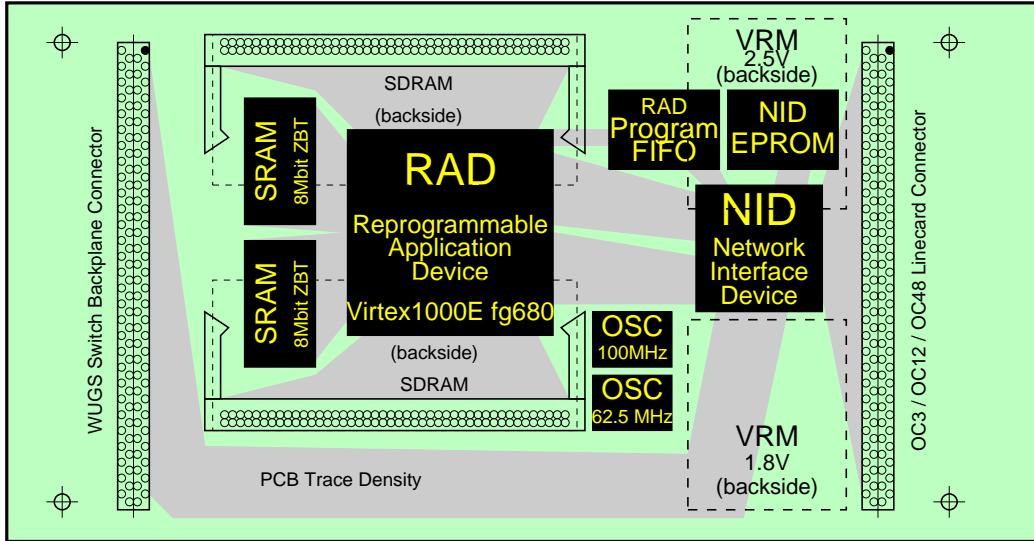 WUGS Switch Backplane Connector
SDRAM
(backside)
SRAM
8Mbit ZBT
SRAM
8Mbit ZBT
RAD
Reprogrammable
Application
Device
Virtex1000E fg680
(backside)
SDRAM
VRM
2.5V
(backside)
RAD
Program
FIFO
NID
EPROM
NID
Network
Interface
Device
OSC
100MHz
OSC
62.5 MHz
VRM
1.8V
(backside)
PCB Trace Density
OC3 / OC12 / OC48 Linecard Connector